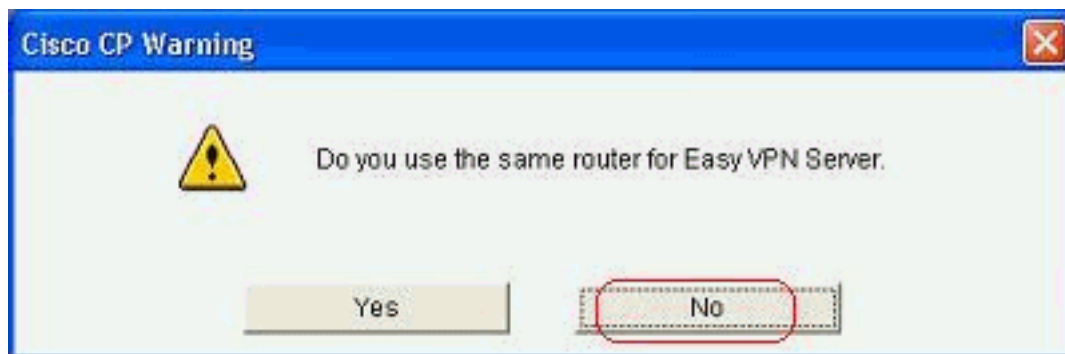 Cisco CP Warning
Do you use the same router for Easy VPN Server.
Yes
No